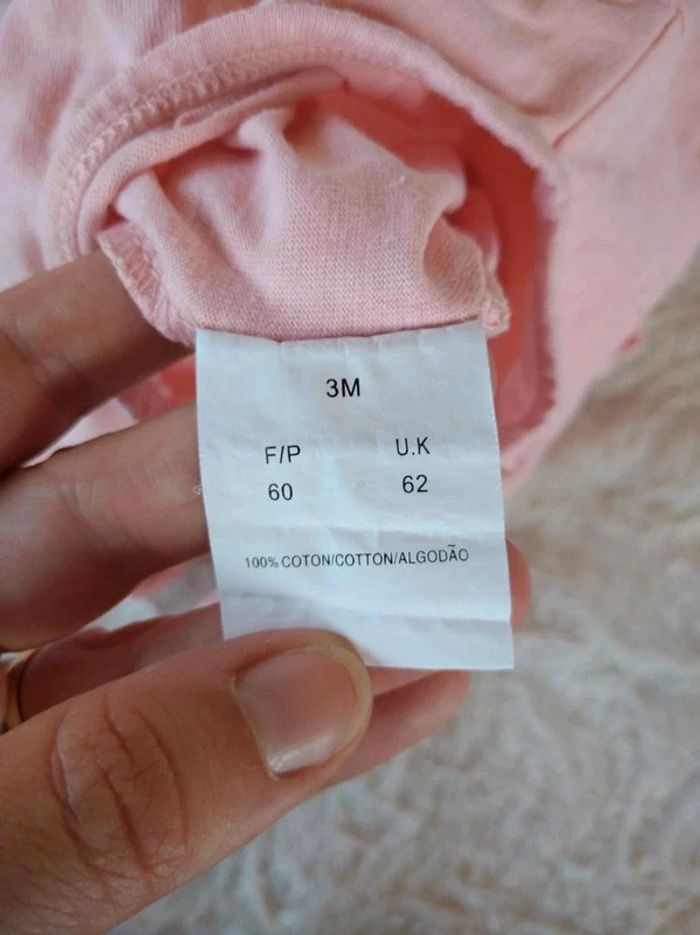 3M
F/P U.K
60 62
100% COTON/COTTON/ALGODÃO